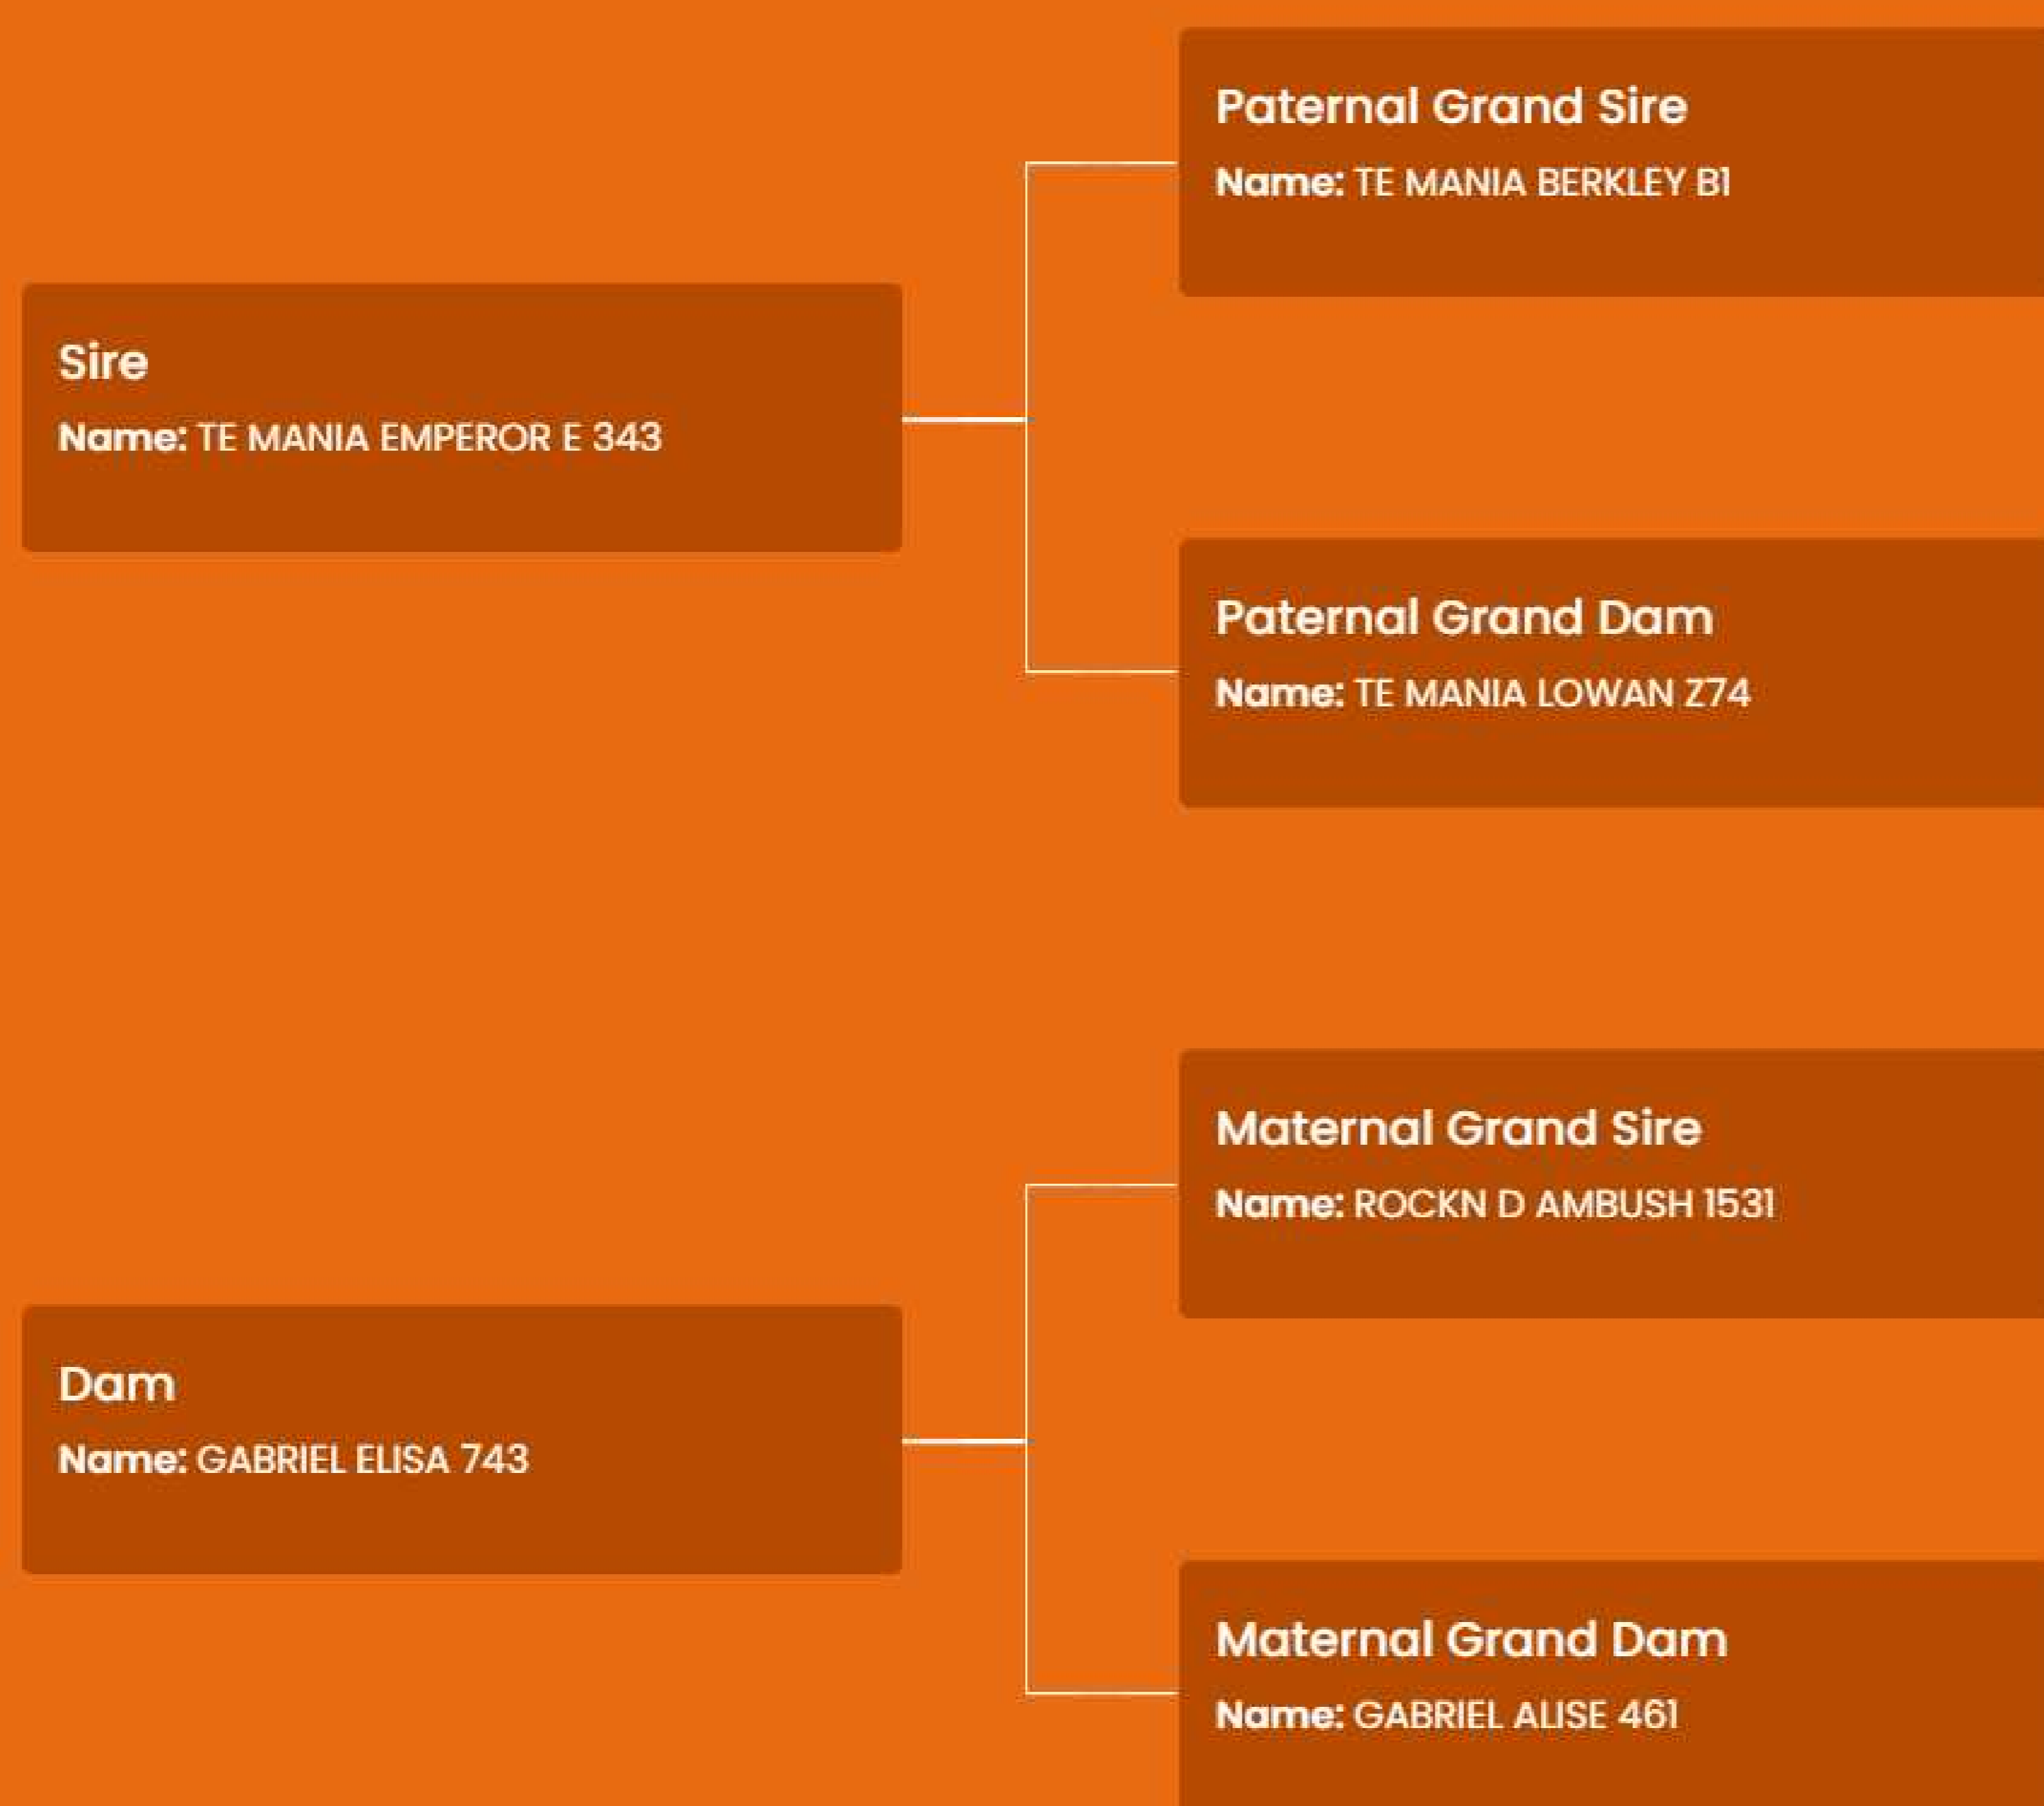 Paternal Grand Sire
Name: TE MANIA BERKLEY B1
Sire
Name: TE MANIA EMPEROR E 343
Paternal Grand Dam
Name: TE MANIA LOWAN Z74
Maternal Grand Sire
Name: ROCKN D AMBUSH 1531
Dam
Name: GABRIEL ELISA 743
Maternal Grand Dam
Name: GABRIEL ALISE 461